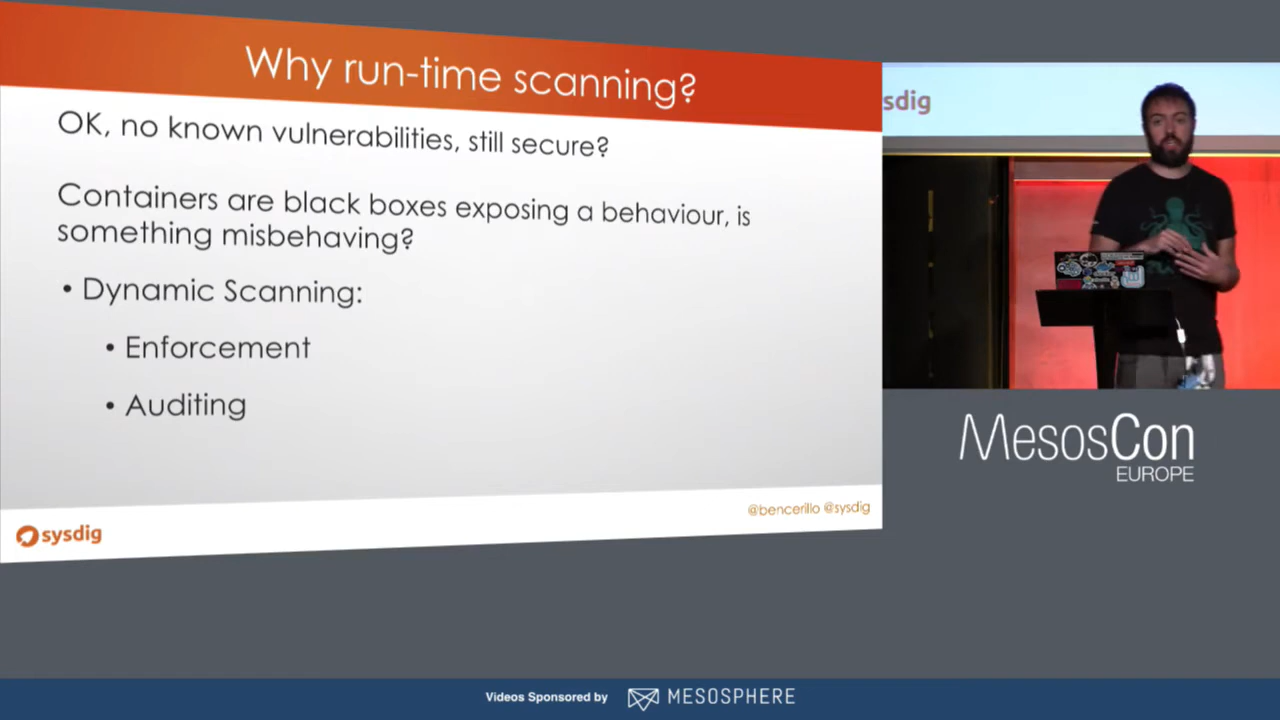 Why run-time scanning?
OK, no known vulnerabilities, still secure?
Containers are black boxes exposing a behaviour, is
something misbehaving?
• Dynamic Scanning:
• Enforcement
• Auditing
@bencerillo @sysdig
sysdig
sdig
MesosCon
EUROPE
Videos Sponsored by MESOSPHERE